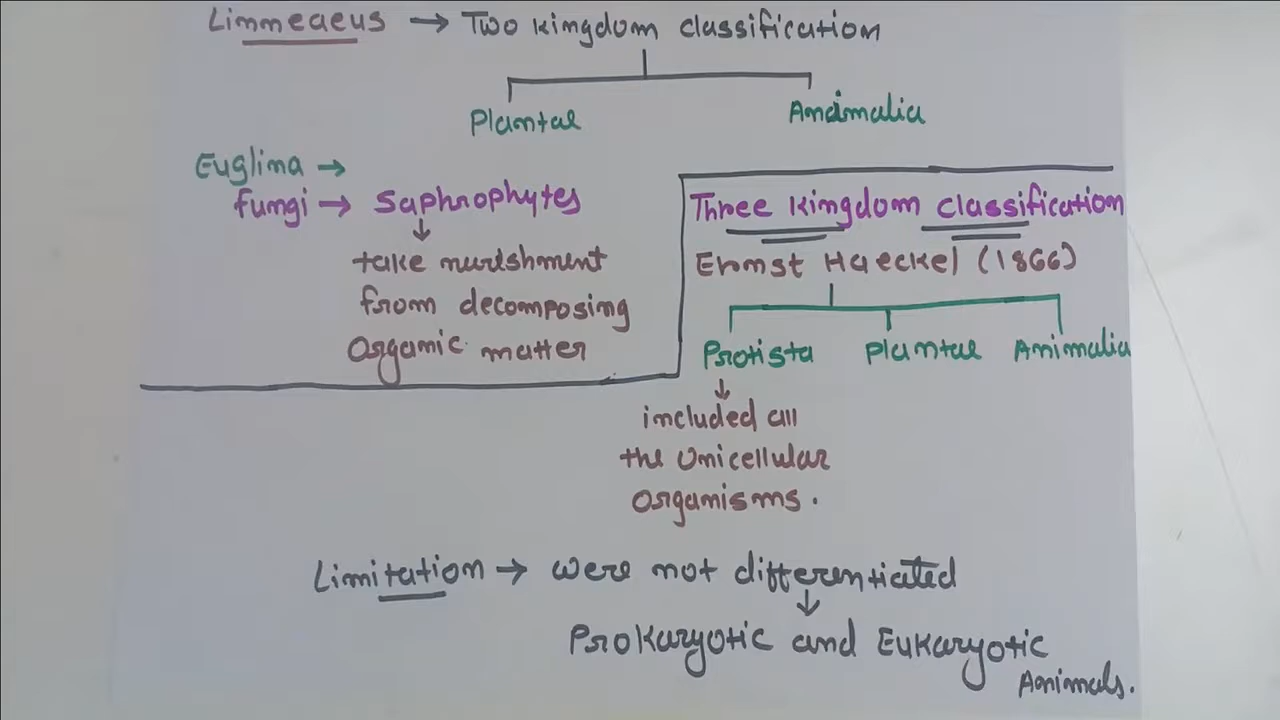 Linneaeus → Two kingdom classification
Plantae Anaimalia
Euglina →
fungi → Saphrophytes
↓
take nurishment
from decomposing
Organic matter
Three kingdom classification
Ernst Haeckel (1866)
Protista Plantae Animalia
↓
included all
the Unicellular
organisms.
Limitation → were not differentiated
↓
Prokaryotic and Eukaryotic
Animals.